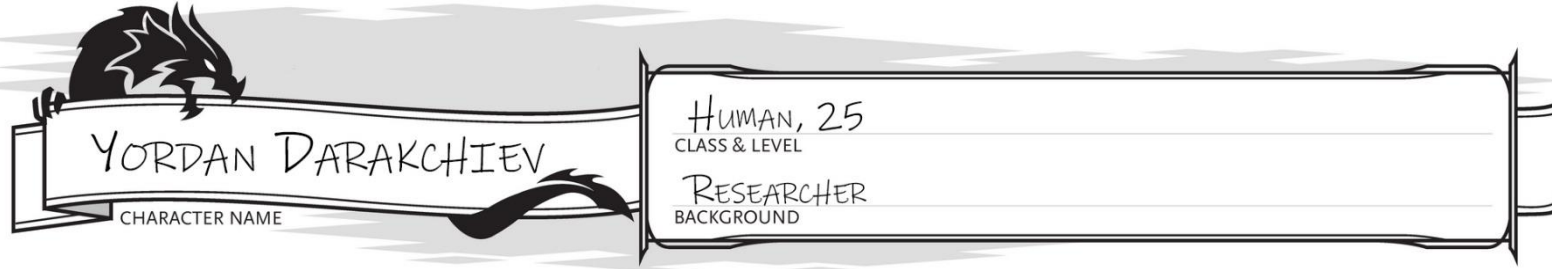 YORDAN DARAKCHIEV
CHARACTER NAME
HUMAN, 25
CLASS & LEVEL
RESEARCHER
BACKGROUND